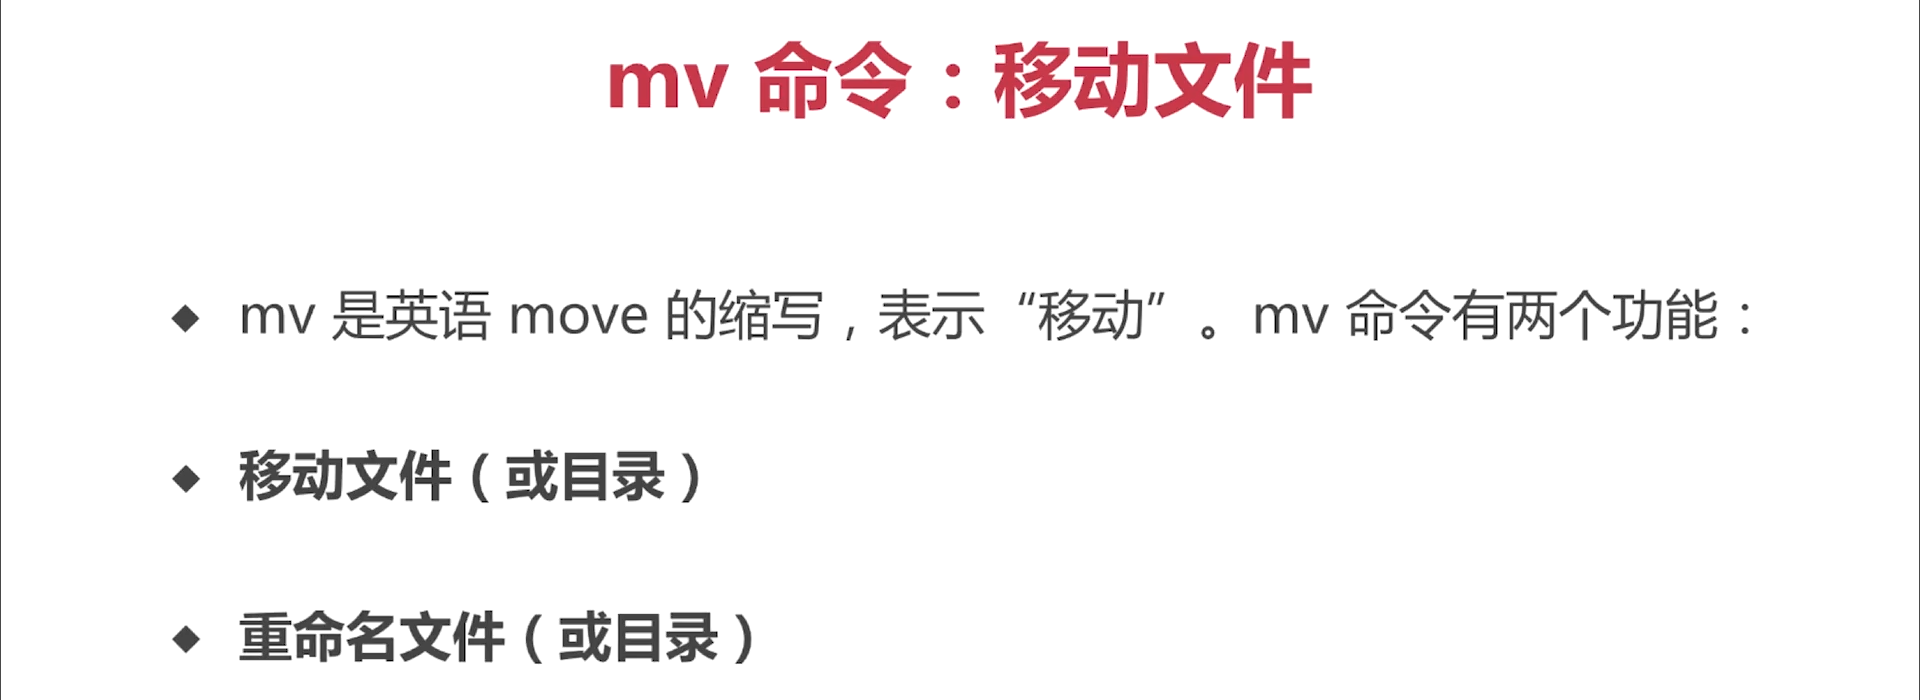 mv 命令：移动文件
◆ mv 是英语 move 的缩写，表示“移动”。mv 命令有两个功能：
◆ 移动文件（或目录）
◆ 重命名文件（或目录）